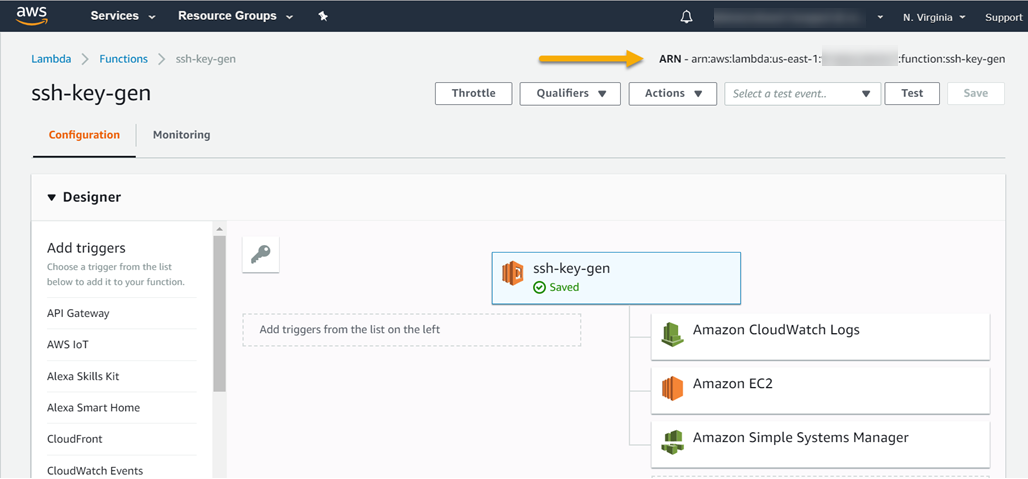 aws
Services
Resource Groups
N. Virginia
Support
Lambda
Functions
ssh-key-gen
ARN - arn:aws:lambda:us-east-1: :function:ssh-key-gen
ssh-key-gen
Throttle
Qualifiers
Actions
Select a test event..
Test
Save
Configuration
Monitoring
Designer
Add triggers
Choose a trigger from the list
below to add it to your function.
API Gateway
AWS IoT
Alexa Skills Kit
Alexa Smart Home
CloudFront
CloudWatch Events
ssh-key-gen
Saved
Add triggers from the list on the left
Amazon CloudWatch Logs
Amazon EC2
Amazon Simple Systems Manager